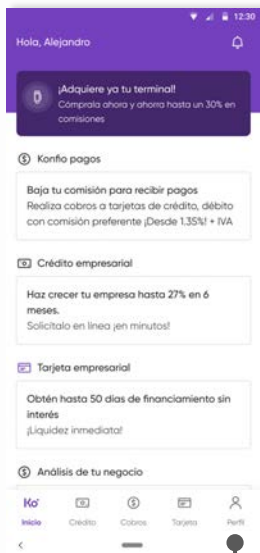 12:30
Hola, Alejandro
¡Adquiere ya tu terminal!
Cómprala ahora y ahorra hasta un 30% en
comisiones
Konfio pagos
Baja tu comisión para recibir pagos
Realiza cobros a tarjetas de crédito, débito
con comisión preferente ¡Desde 1.35%! + IVA
Crédito empresarial
Haz crecer tu empresa hasta 27% en 6
meses.
Solicítalo en línea ¡en minutos!
Tarjeta empresarial
Obtén hasta 50 días de financiamiento sin
interés
¡Liquidez inmediata!
Análisis de tu negocio
Ko
Inicio Crédito Cobros Tarjeta Perfil